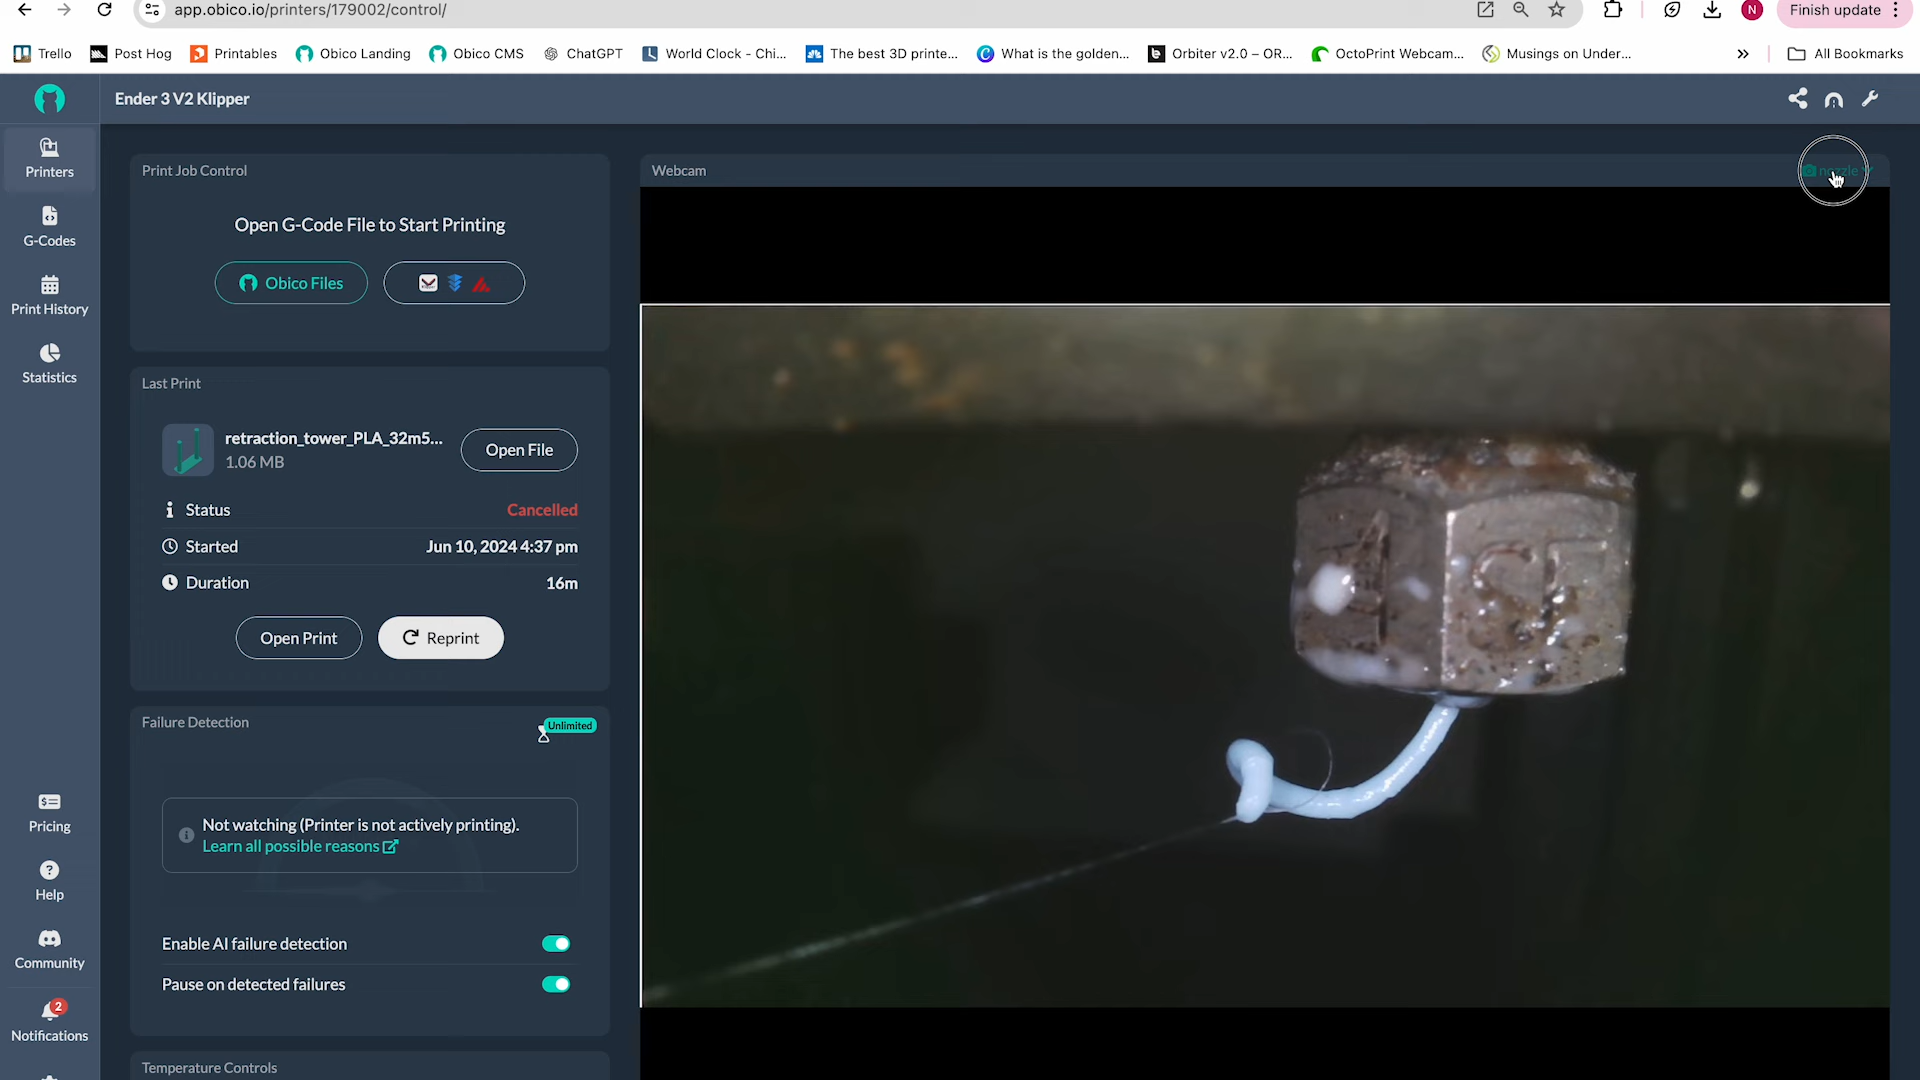 app.obico.io/printers/179002/control/
Finish update
N
Trello
Post Hog
Printables
Obico Landing
Obico CMS
ChatGPT
World Clock - Chi...
The best 3D printe...
What is the golden...
Orbiter v2.0 – OR...
OctoPrint Webcam...
Musings on Under...
All Bookmarks
Ender 3 V2 Klipper
Printers
G-Codes
Print History
Statistics
Pricing
Help
Community
2
Notifications
Print Job Control
Open G-Code File to Start Printing
Obico Files
Last Print
retraction_tower_PLA_32m5...
1.06 MB
Open File
Status
Cancelled
Started
Jun 10, 2024 4:37 pm
Duration
16m
Open Print
Reprint
Failure Detection
Unlimited
Not watching (Printer is not actively printing).
Learn all possible reasons
Enable AI failure detection
Pause on detected failures
Temperature Controls
Webcam
nozzle